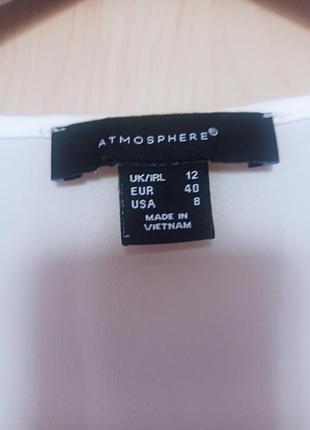 ATMOSPHERE®
UK/IRL 12
EUR 40
USA 8
MADE IN
VIETNAM